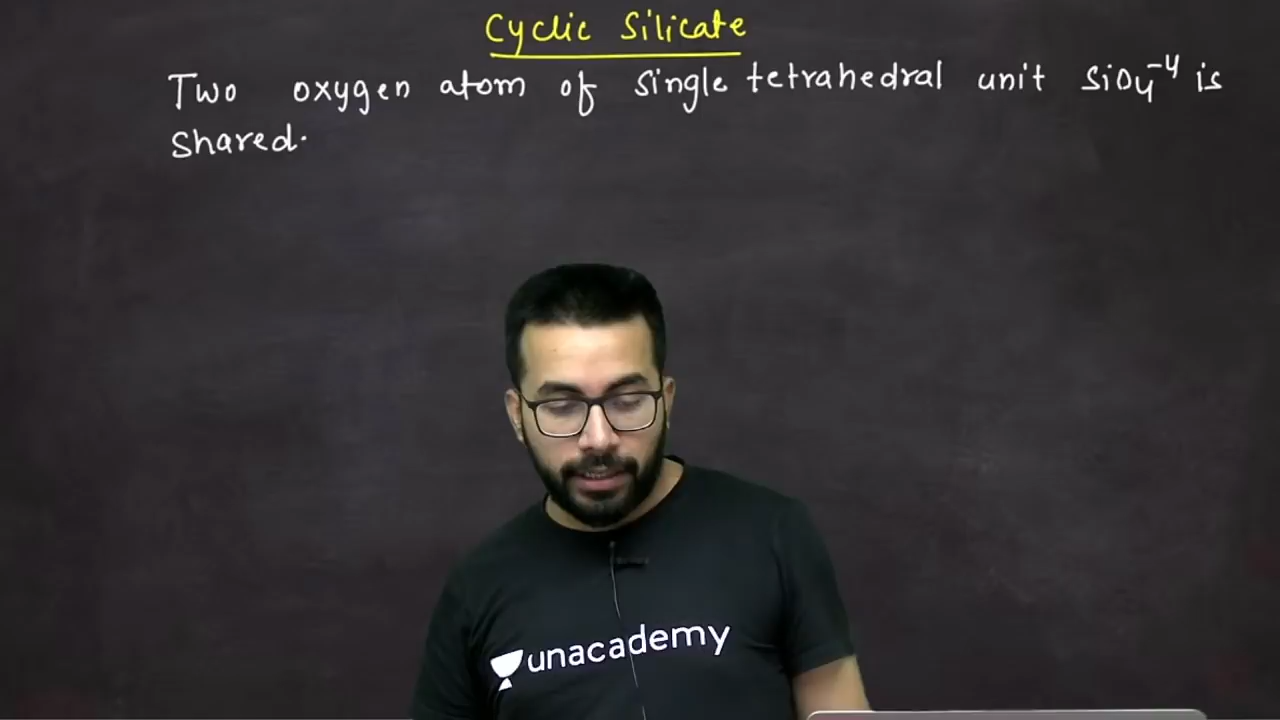 Cyclic Silicate
Two oxygen atom of single tetrahedral unit SiO₄⁻⁴ is
shared.
unacademy